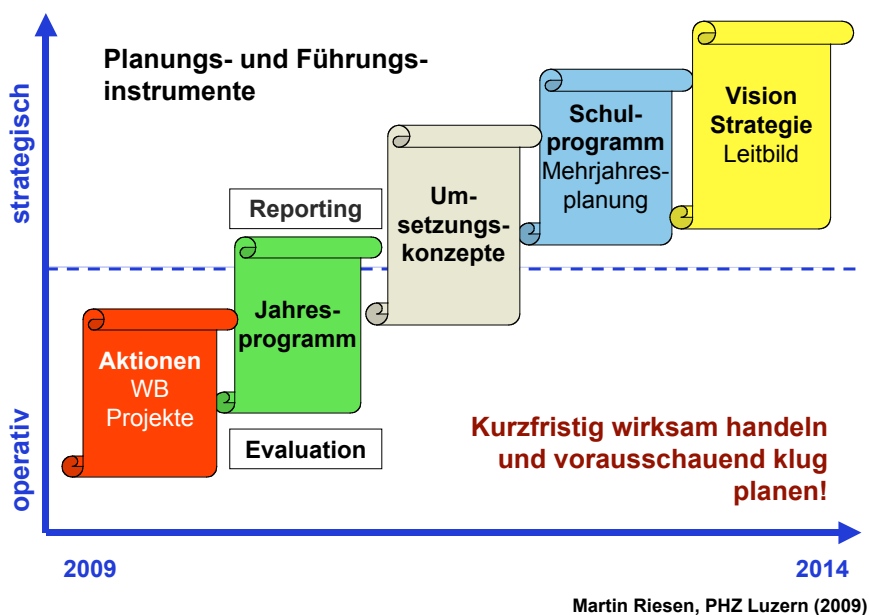 Planungs- und Führungs-
instrumente
strategisch
operativ
Vision
Strategie
Leitbild
Schul-
programm
Mehrjahres-
planung
Um-
setzungs-
konzepte
Reporting
Jahres-
programm
Evaluation
Aktionen
WB
Projekte
Kurzfristig wirksam handeln
und vorausschauend klug
planen!
2009
2014
Martin Riesen, PHZ Luzern (2009)